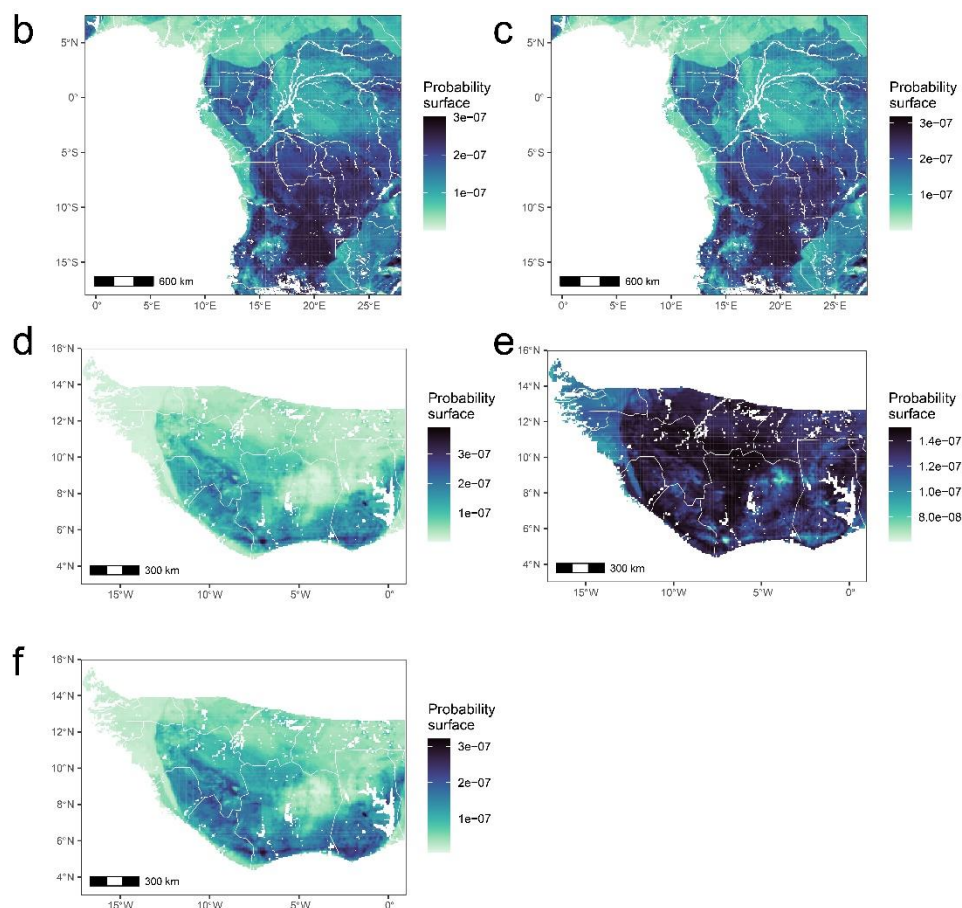 b
c
5°N
0°
5°S
10°S
15°S
600 km
0°
5°E
10°E
15°E
20°E
25°E
Probability
surface
3e−07
2e−07
1e−07
600 km
0°
5°E
10°E
15°E
20°E
25°E
Probability
surface
3e−07
2e−07
1e−07
d
e
16°N
14°N
12°N
10°N
8°N
6°N
4°N
300 km
15°W
10°W
5°W
0°
Probability
surface
3e−07
2e−07
1e−07
16°N
14°N
12°N
10°N
8°N
6°N
4°N
300 km
15°W
10°W
5°W
0°
Probability
surface
1.4e−07
1.2e−07
1.0e−07
8.0e−08
f
16°N
14°N
12°N
10°N
8°N
6°N
4°N
300 km
15°W
10°W
5°W
0°
Probability
surface
3e−07
2e−07
1e−07